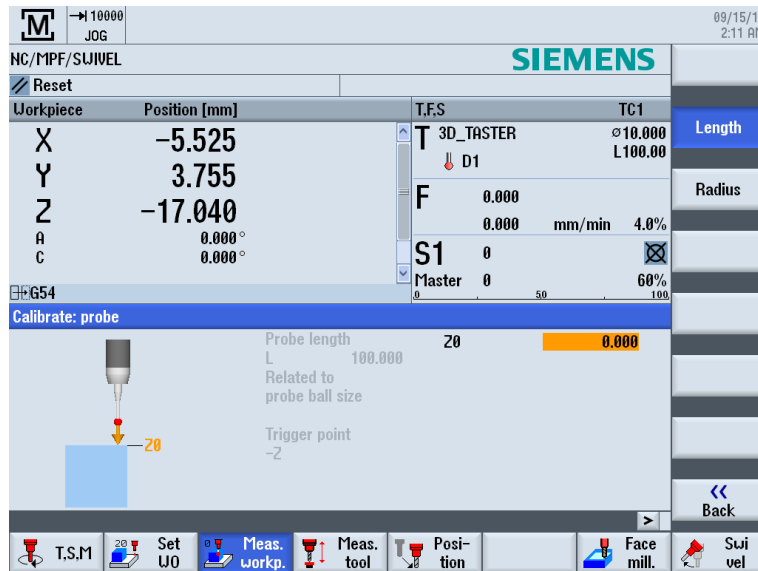 M
10000
JOG
09/15/1
2:11 AM
NC/MPF/SWIVEL
SIEMENS
Reset
Workpiece Position [mm]
X -5.525
Y 3.755
Z -17.040
A 0.000°
C 0.000°
G54
T,F,S TC1
T 3D_TASTER ⌀10.000
D1 L100.00
F 0.000
0.000 mm/min 4.0%
S1 0
Master 0 60%
0 50 100
Length
Radius
Calibrate: probe
Probe length
L 100.000
Related to
probe ball size
Trigger point
-Z
Z0 0.000
Z0
<<
Back
>
T,S,M
Set
WO
Meas.
workp.
Meas.
tool
Posi-
tion
Face
mill.
Swi
vel